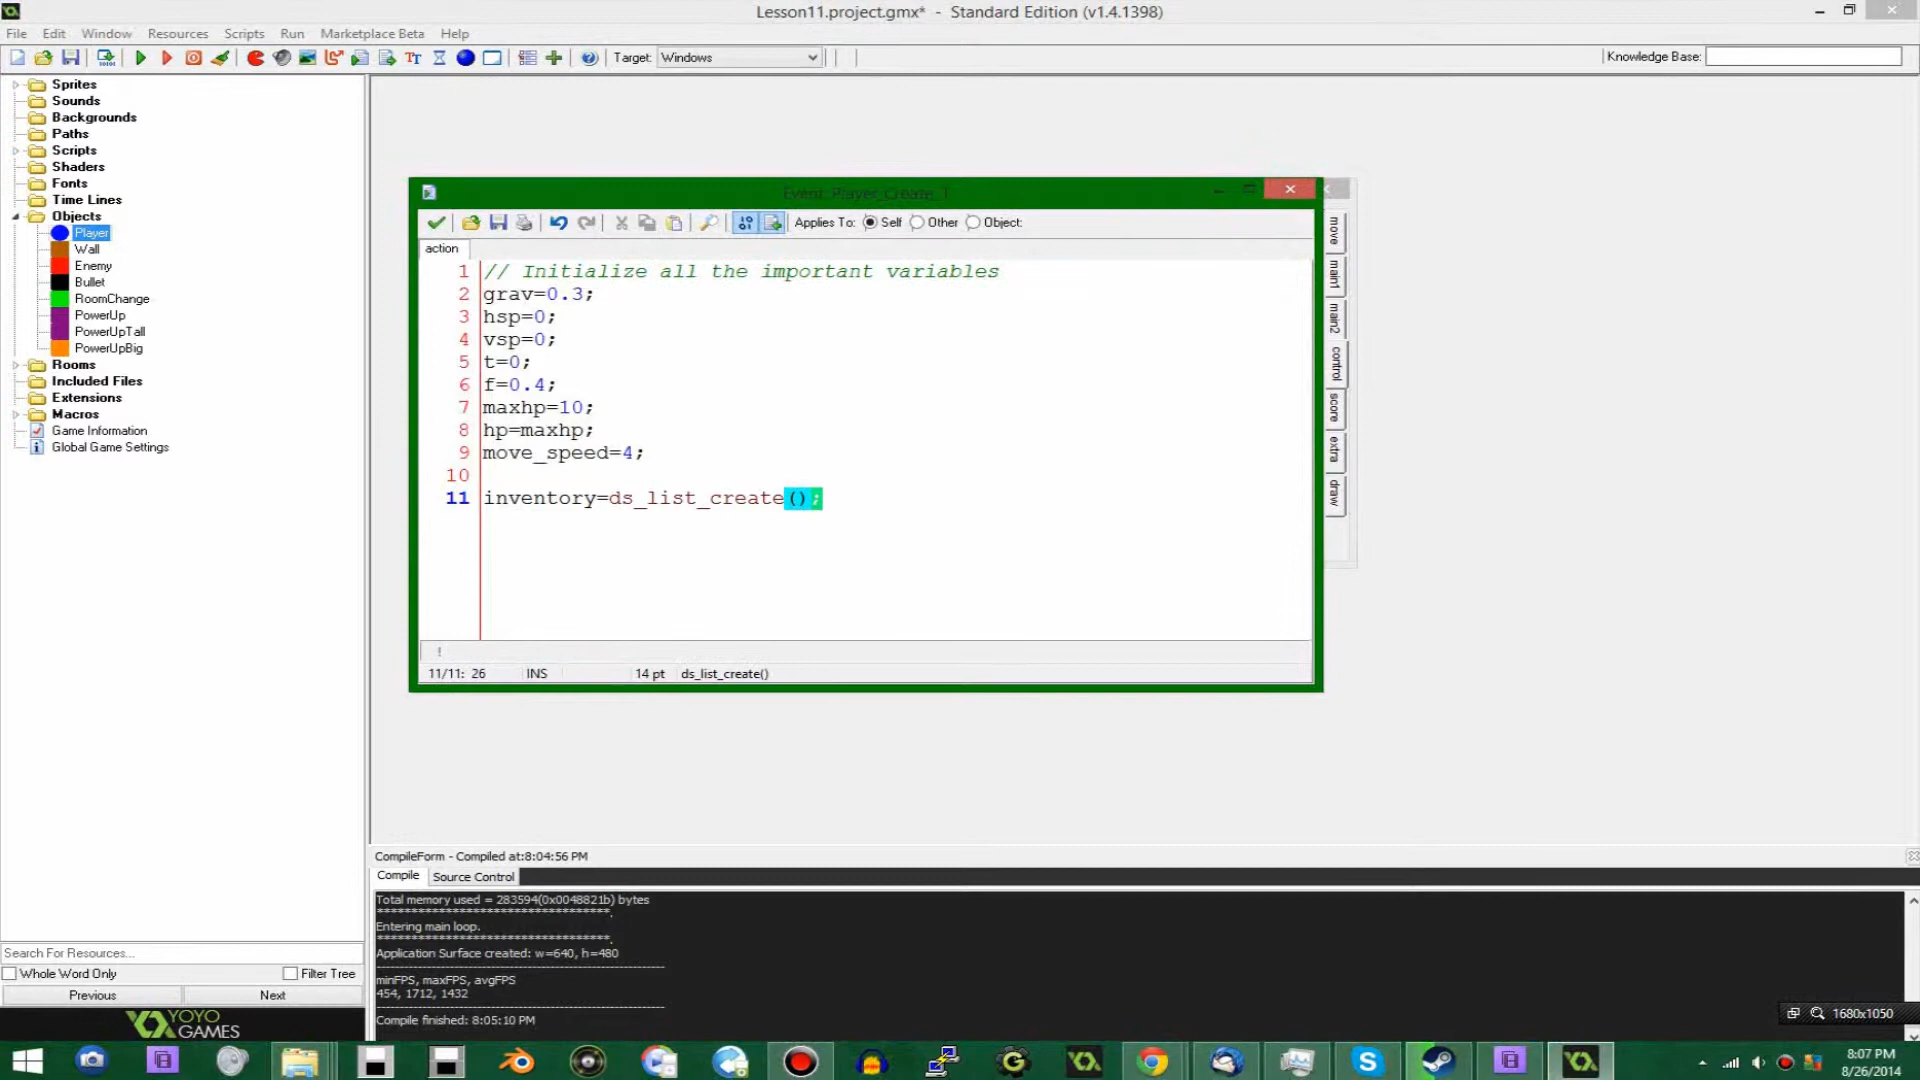 Lesson11.project.gmx* - Standard Edition (v1.4.1398)
File Edit Window Resources Scripts Run Marketplace Beta Help
Target: Windows
Knowledge Base:
Sprites
Sounds
Backgrounds
Paths
Scripts
Shaders
Fonts
Time Lines
Objects
Player
Wall
Enemy
Bullet
RoomChange
PowerUp
PowerUpTall
PowerUpBig
Rooms
Included Files
Extensions
Macros
Game Information
Global Game Settings
Event: Player_Create_1
Applies To: Self Other Object:
action
1 // Initialize all the important variables
2 grav=0.3;
3 hsp=0;
4 vsp=0;
5 t=0;
6 f=0.4;
7 maxhp=10;
8 hp=maxhp;
9 move_speed=4;
10
11 inventory=ds_list_create();
!
11/11: 26 INS 14 pt ds_list_create()
move
main1
main2
control
score
extra
draw
CompileForm - Compiled at:8:04:56 PM
Compile Source Control
Total memory used = 283594(0x0048821b) bytes
***********************************.
Entering main loop.
***********************************.
Application Surface created: w=640, h=480
minFPS, maxFPS, avgFPS
454, 1712, 1432
Compile finished: 8:05:10 PM
Search For Resources...
Whole Word Only Filter Tree
Previous Next
YOYO
GAMES
1680x1050
8:07 PM
8/26/2014